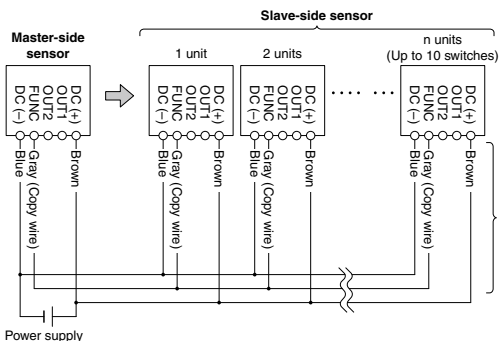 Slave-side sensor
Master-side
sensor
1 unit
2 units
n units
(Up to 10 switches)
DC (–)
FUNC
OUT2
OUT1
DC (+)
DC (–)
FUNC
OUT2
OUT1
DC (+)
DC (–)
FUNC
OUT2
OUT1
DC (+)
DC (–)
FUNC
OUT2
OUT1
DC (+)
Blue
Gray (Copy wire)
Brown
Blue
Gray (Copy wire)
Brown
Blue
Gray (Copy wire)
Brown
Blue
Gray (Copy wire)
Brown
Power supply